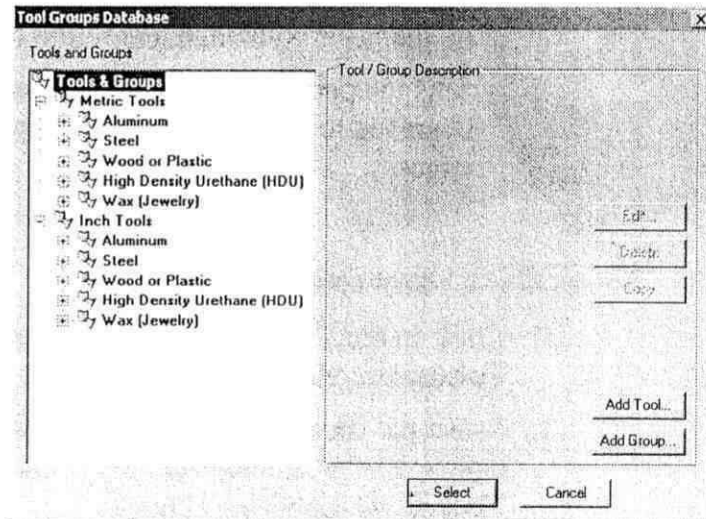 Tool Groups Database
Tools and Groups
Tools & Groups
Metric Tools
Aluminum
Steel
Wood or Plastic
High Density Urethane (HDU)
Wax (Jewelry)
Inch Tools
Aluminum
Steel
Wood or Plastic
High Density Urethane (HDU)
Wax (Jewelry)
Tool / Group Description
Edit...
Delete
Copy
Add Tool...
Add Group...
Select
Cancel